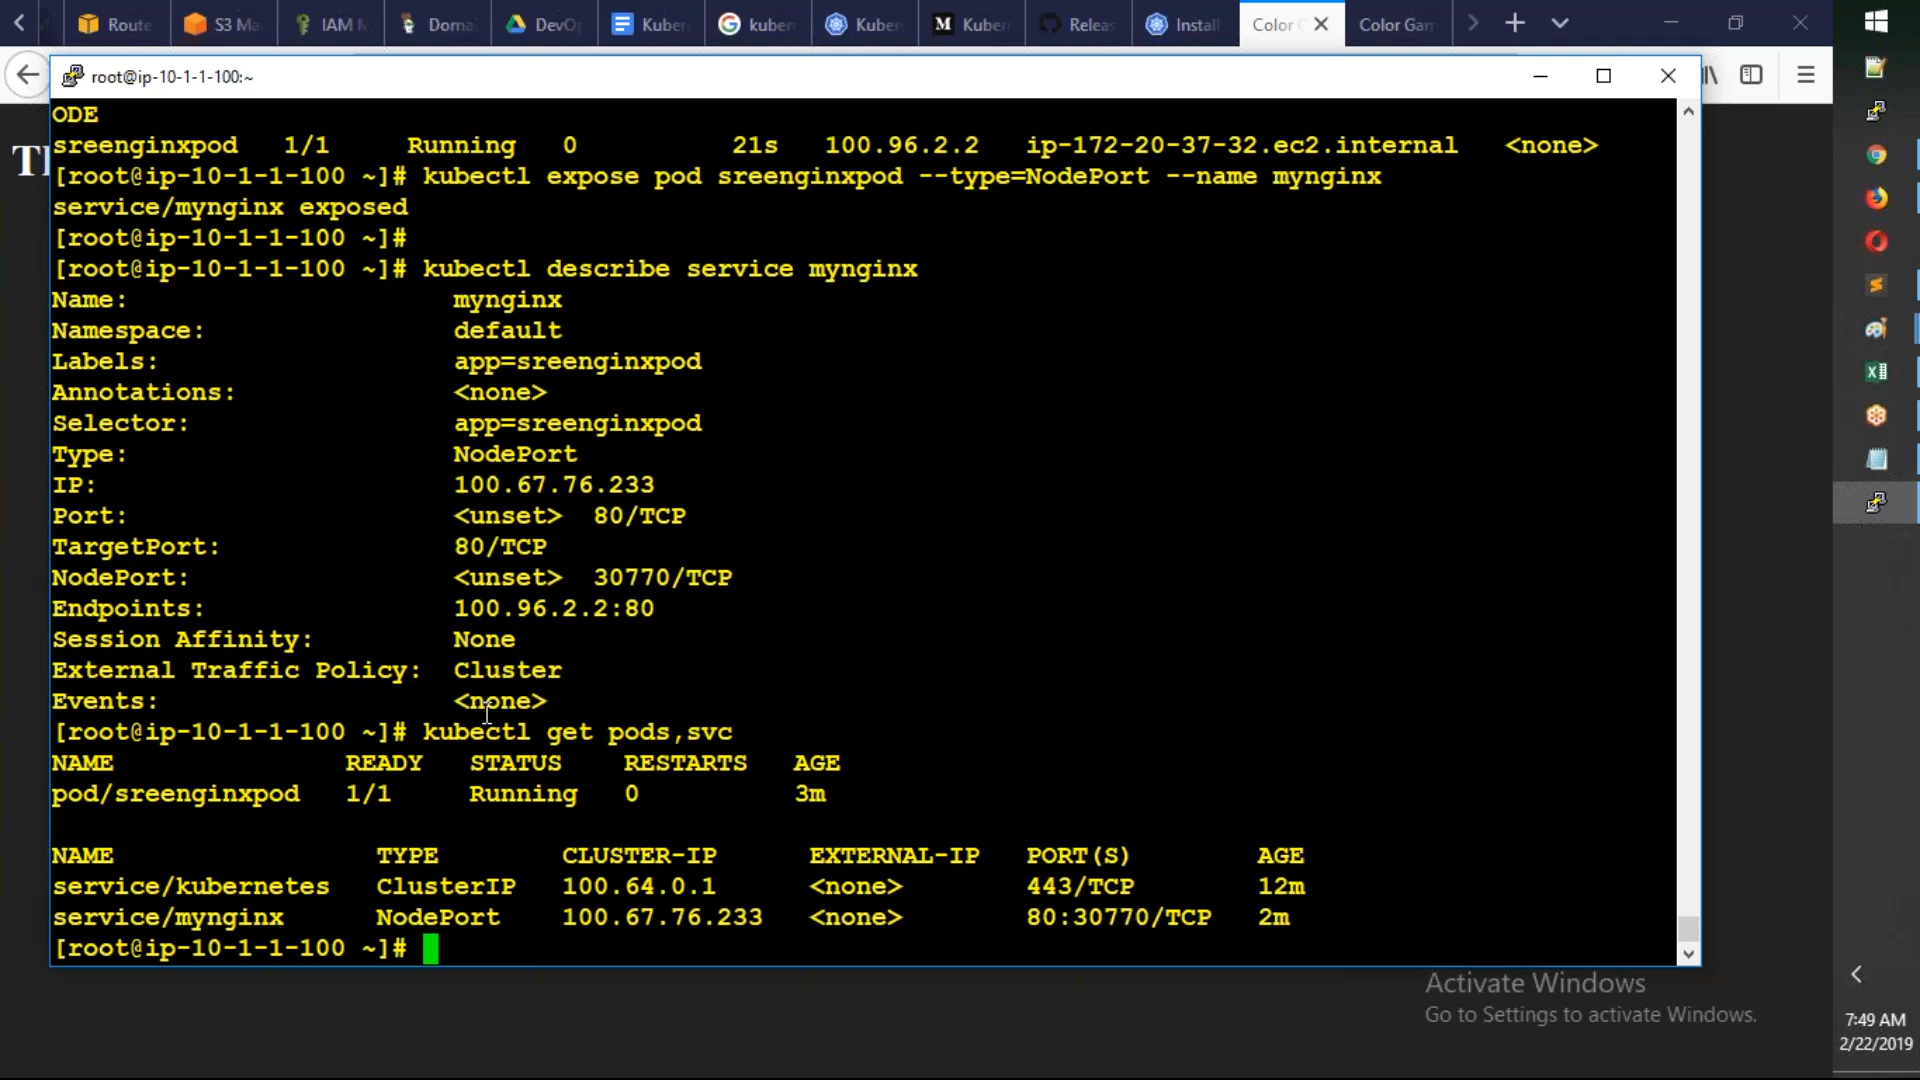 Route
S3 Ma
IAM M
Doma
DevOp
Kuber
kuber
Kuber
Kuber
Releas
Install
Color G
Color Gam
root@ip-10-1-1-100:~
ODE
sreenginxpod 1/1 Running 0 21s 100.96.2.2 ip-172-20-37-32.ec2.internal <none>
[root@ip-10-1-1-100 ~]# kubectl expose pod sreenginxpod --type=NodePort --name mynginx
service/mynginx exposed
[root@ip-10-1-1-100 ~]#
[root@ip-10-1-1-100 ~]# kubectl describe service mynginx
Name: mynginx
Namespace: default
Labels: app=sreenginxpod
Annotations: <none>
Selector: app=sreenginxpod
Type: NodePort
IP: 100.67.76.233
Port: <unset> 80/TCP
TargetPort: 80/TCP
NodePort: <unset> 30770/TCP
Endpoints: 100.96.2.2:80
Session Affinity: None
External Traffic Policy: Cluster
Events: <none>
[root@ip-10-1-1-100 ~]# kubectl get pods,svc
NAME READY STATUS RESTARTS AGE
pod/sreenginxpod 1/1 Running 0 3m
NAME TYPE CLUSTER-IP EXTERNAL-IP PORT(S) AGE
service/kubernetes ClusterIP 100.64.0.1 <none> 443/TCP 12m
service/mynginx NodePort 100.67.76.233 <none> 80:30770/TCP 2m
[root@ip-10-1-1-100 ~]#
Activate Windows
Go to Settings to activate Windows.
7:49 AM
2/22/2019